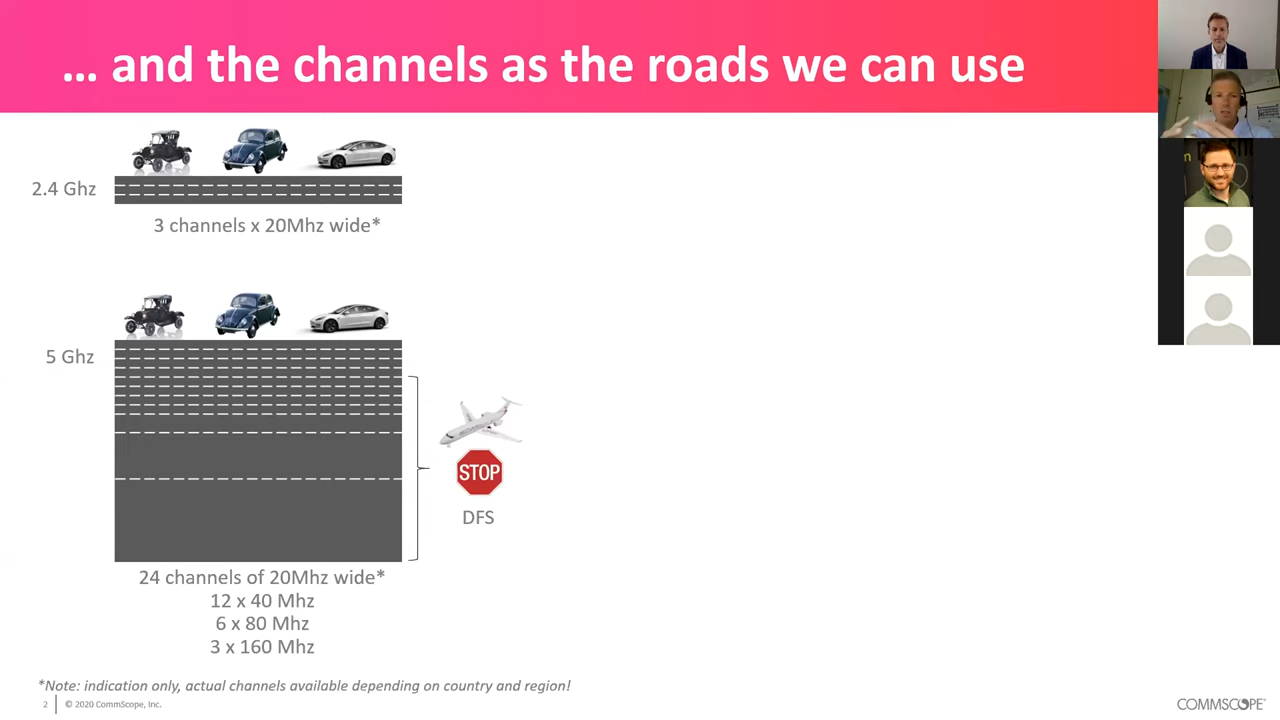 ... and the channels as the roads we can use
2.4 Ghz
3 channels x 20Mhz wide*
5 Ghz
STOP
DFS
24 channels of 20Mhz wide*
12 x 40 Mhz
6 x 80 Mhz
3 x 160 Mhz
*Note: indication only, actual channels available depending on country and region!
2
© 2020 CommScope, Inc.
COMMSCOPE